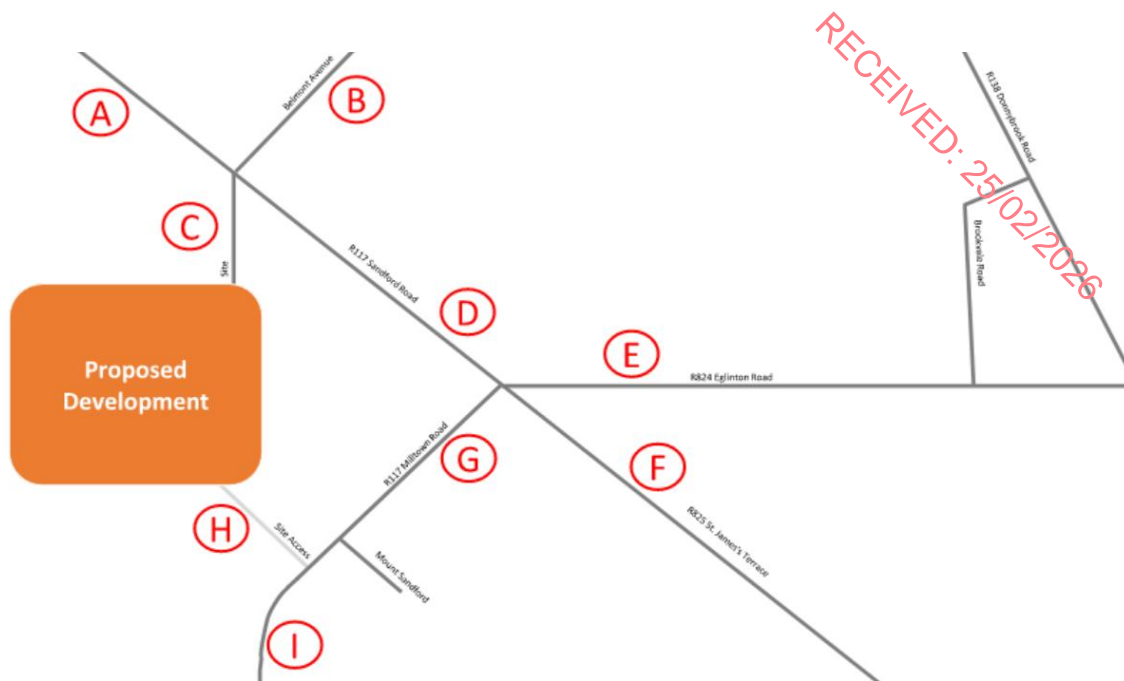 RECEIVED: 25/02/2026
A
Belmont Avenue
B
R138 Donnybrook Road
C
Site
R117 Sandford Road
Brookvale Road
D
E
R824 Eglinton Road
Proposed
Development
R117 Milltown Road
G
F
R825 St. James's Terrace
H
Site Access
Mount Sandford
I